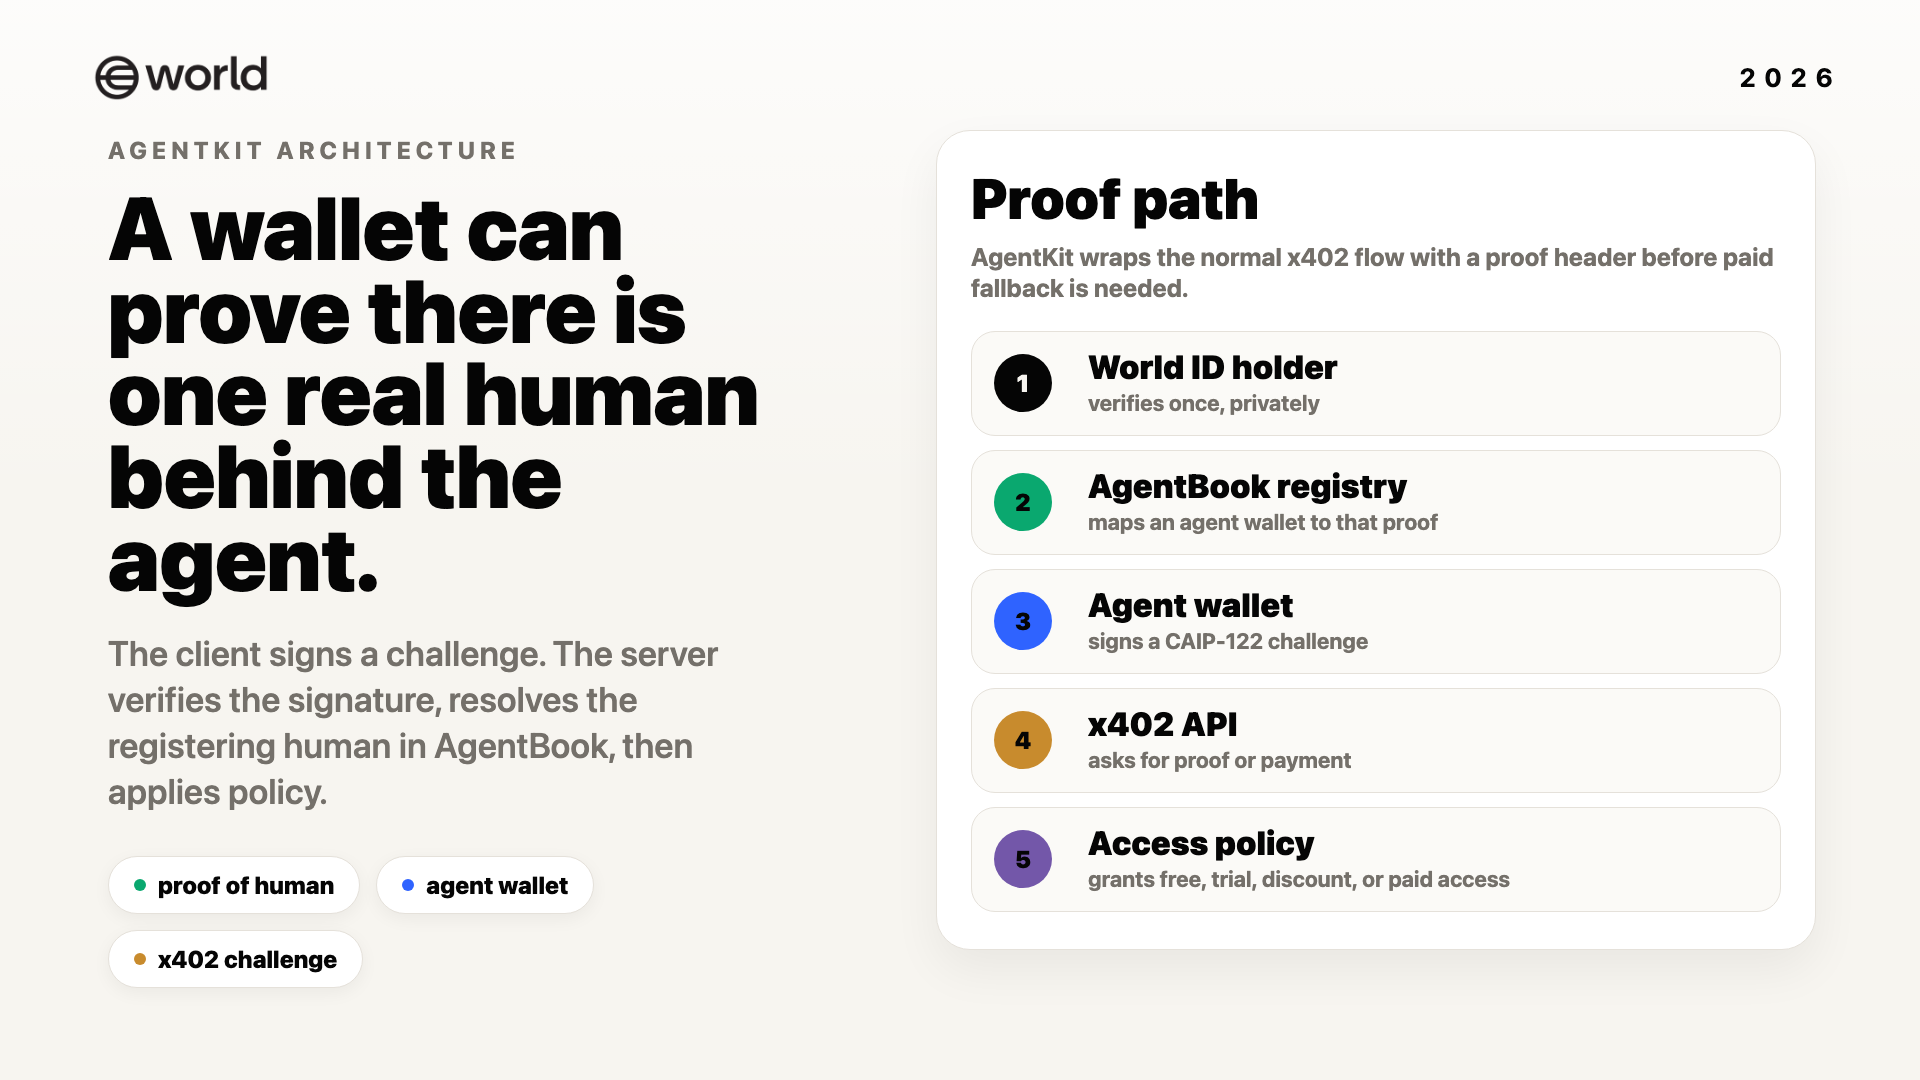 world
2026
AGENTKIT ARCHITECTURE
A wallet can
prove there is
one real human
behind the
agent.
The client signs a challenge. The server
verifies the signature, resolves the
registering human in AgentBook, then
applies policy.
proof of human
agent wallet
x402 challenge
Proof path
AgentKit wraps the normal x402 flow with a proof header before paid
fallback is needed.
1
World ID holder
verifies once, privately
2
AgentBook registry
maps an agent wallet to that proof
3
Agent wallet
signs a CAIP-122 challenge
4
x402 API
asks for proof or payment
5
Access policy
grants free, trial, discount, or paid access